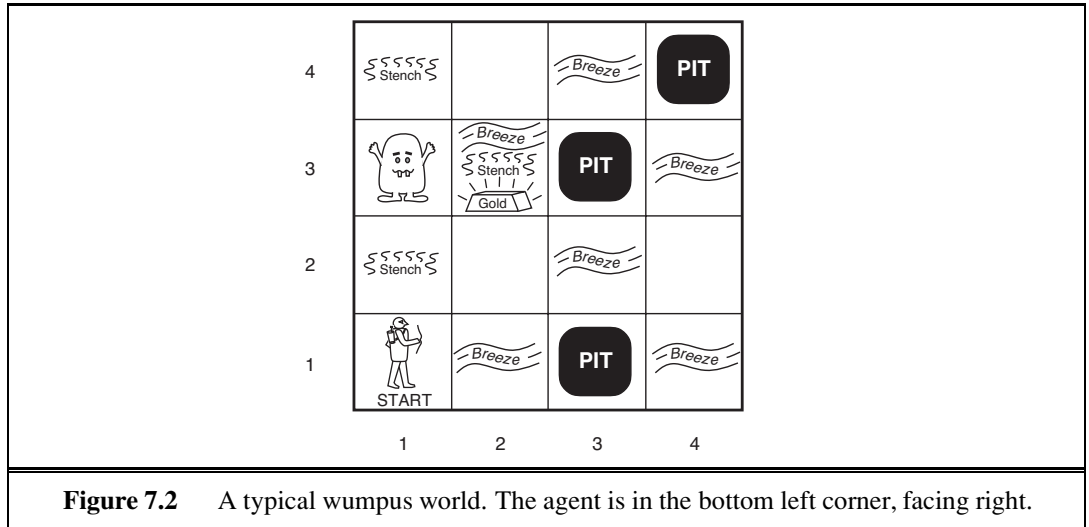 4
Stench
Breeze
PIT
3
Breeze
Stench
Gold
PIT
Breeze
2
Stench
Breeze
1
START
Breeze
PIT
Breeze
1 2 3 4
Figure 7.2 A typical wumpus world. The agent is in the bottom left corner, facing right.